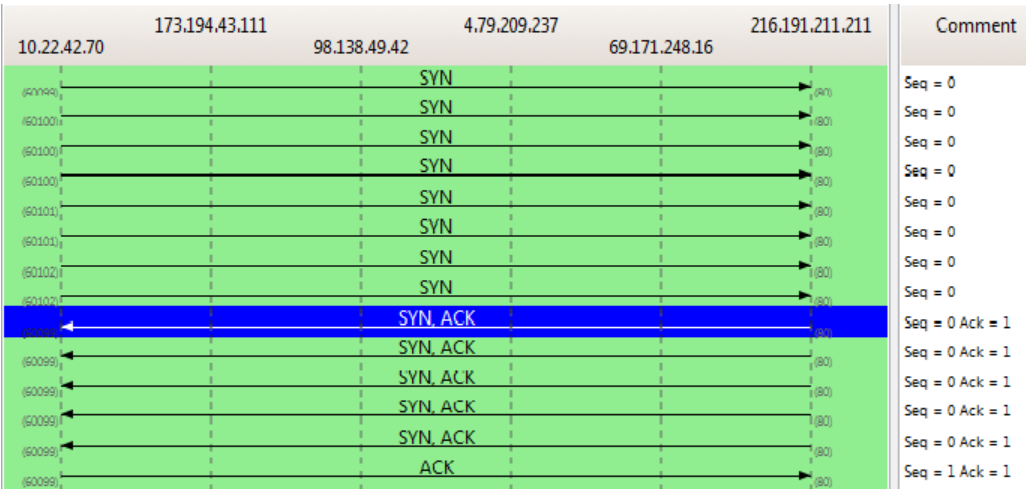 173.194.43.111 4.79.209.237 216.191.211.211 Comment
10.22.42.70 98.138.49.42 69.171.248.16
SYN Seq = 0
(60099) (80)
SYN Seq = 0
(60100) (80)
SYN Seq = 0
(60100) (80)
SYN Seq = 0
(60100) (80)
SYN Seq = 0
(60101) (80)
SYN Seq = 0
(60101) (80)
SYN Seq = 0
(60102) (80)
SYN Seq = 0
(60102) (80)
SYN, ACK Seq = 0 Ack = 1
(80)
SYN, ACK Seq = 0 Ack = 1
(60099) (80)
SYN, ACK Seq = 0 Ack = 1
(60099) (80)
SYN, ACK Seq = 0 Ack = 1
(60099) (80)
SYN, ACK Seq = 0 Ack = 1
(60099) (80)
ACK Seq = 1 Ack = 1
(60099) (80)